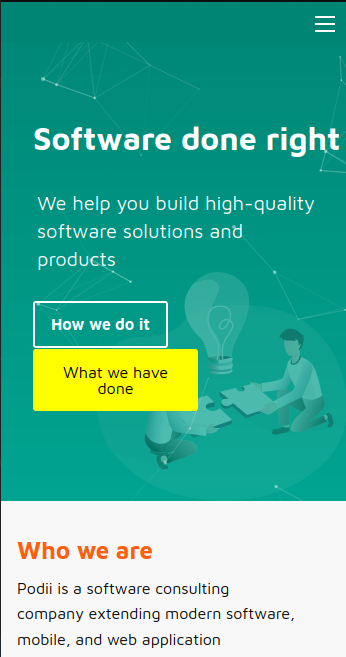 Software done right
We help you build high-quality
software solutions and
products
How we do it
What we have
done
Who we are
Podii is a software consulting
company extending modern software,
mobile, and web application